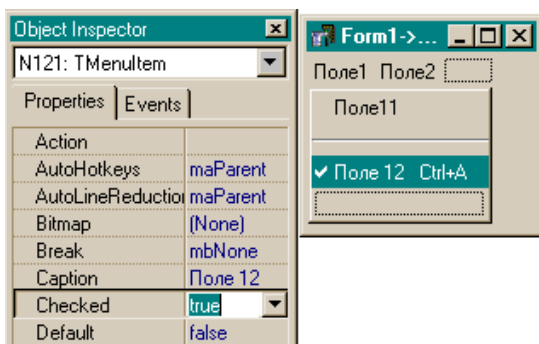 Object Inspector
N121: TMenuItem
Properties Events
Action
AutoHotkeys maParent
AutoLineReduction maParent
Bitmap (None)
Break mbNone
Caption Поле 12
Checked true
Default false
Form1->...
Поле1 Поле2
Поле11
Поле 12 Ctrl+A